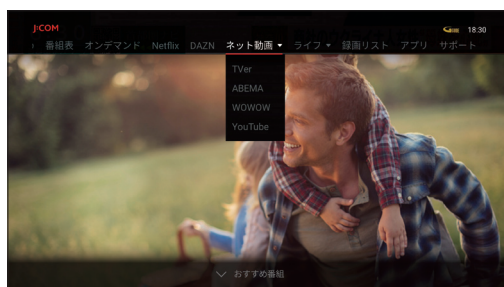 J:COM
18:30
番組表 オンデマンド Netflix DAZN ネット動画 ▼ ライフ ▼ 録画リスト アプリ サポート
TVer
ABEMA
WOWOW
YouTube
おすすめ番組